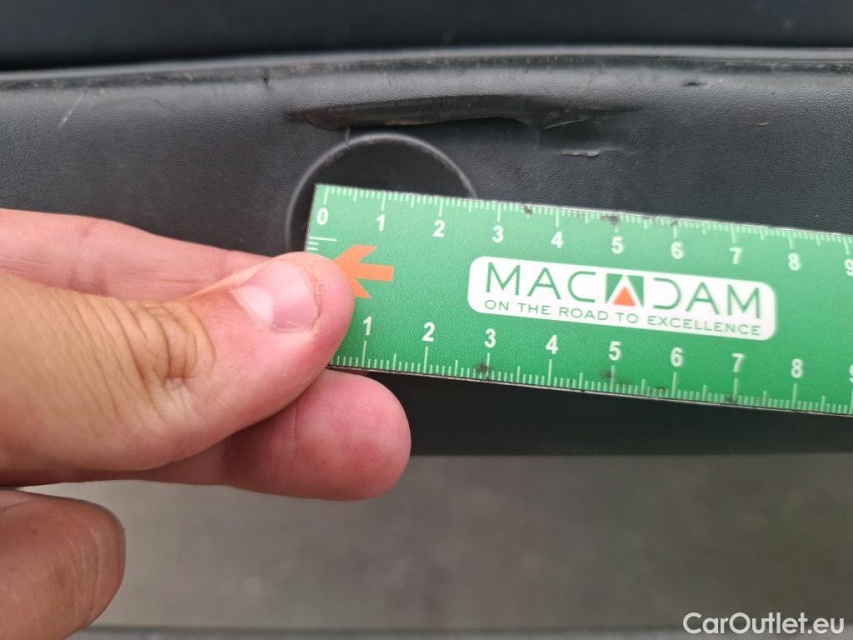 0 1 2 3 4 5 6 7 8 9
MACADAM
ON THE ROAD TO EXCELLENCE
1 2 3 4 5 6 7 8
CarOutlet.eu